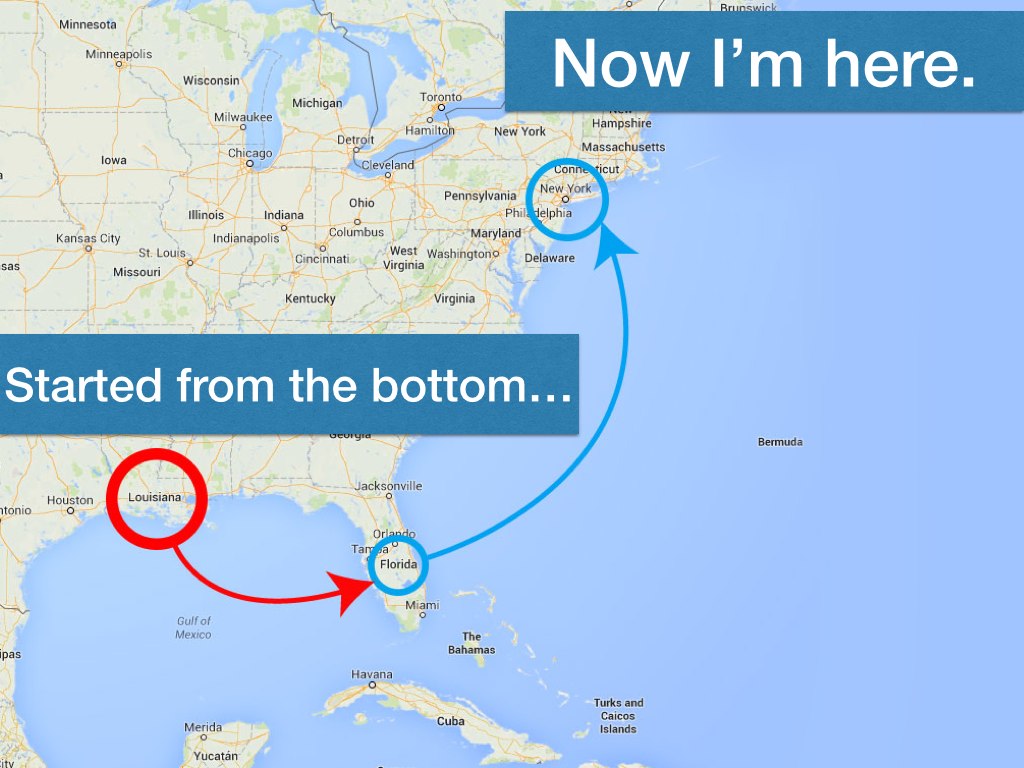 Brunswick
Minnesota
Now I'm here.
Minneapolis
Wisconsin
Michigan
Toronto
Milwaukee
Hamilton
New York
New
Hampshire
Massachusetts
Detroit
Chicago
Iowa
Cleveland
Connecticut
New York
Pennsylvania
Ohio
Philadelphia
Illinois
Indiana
Columbus
Maryland
Kansas City
Indianapolis
St. Louis
West
Virginia
Washington
Delaware
Cincinnati
Missouri
Kentucky
Virginia
Started from the bottom...
Georgia
Bermuda
Jacksonville
Houston
Louisiana
Orlando
Tampa
Florida
Miami
Gulf of
Mexico
The
Bahamas
Havana
Cuba
Turks and
Caicos
Islands
Merida
Yucatán